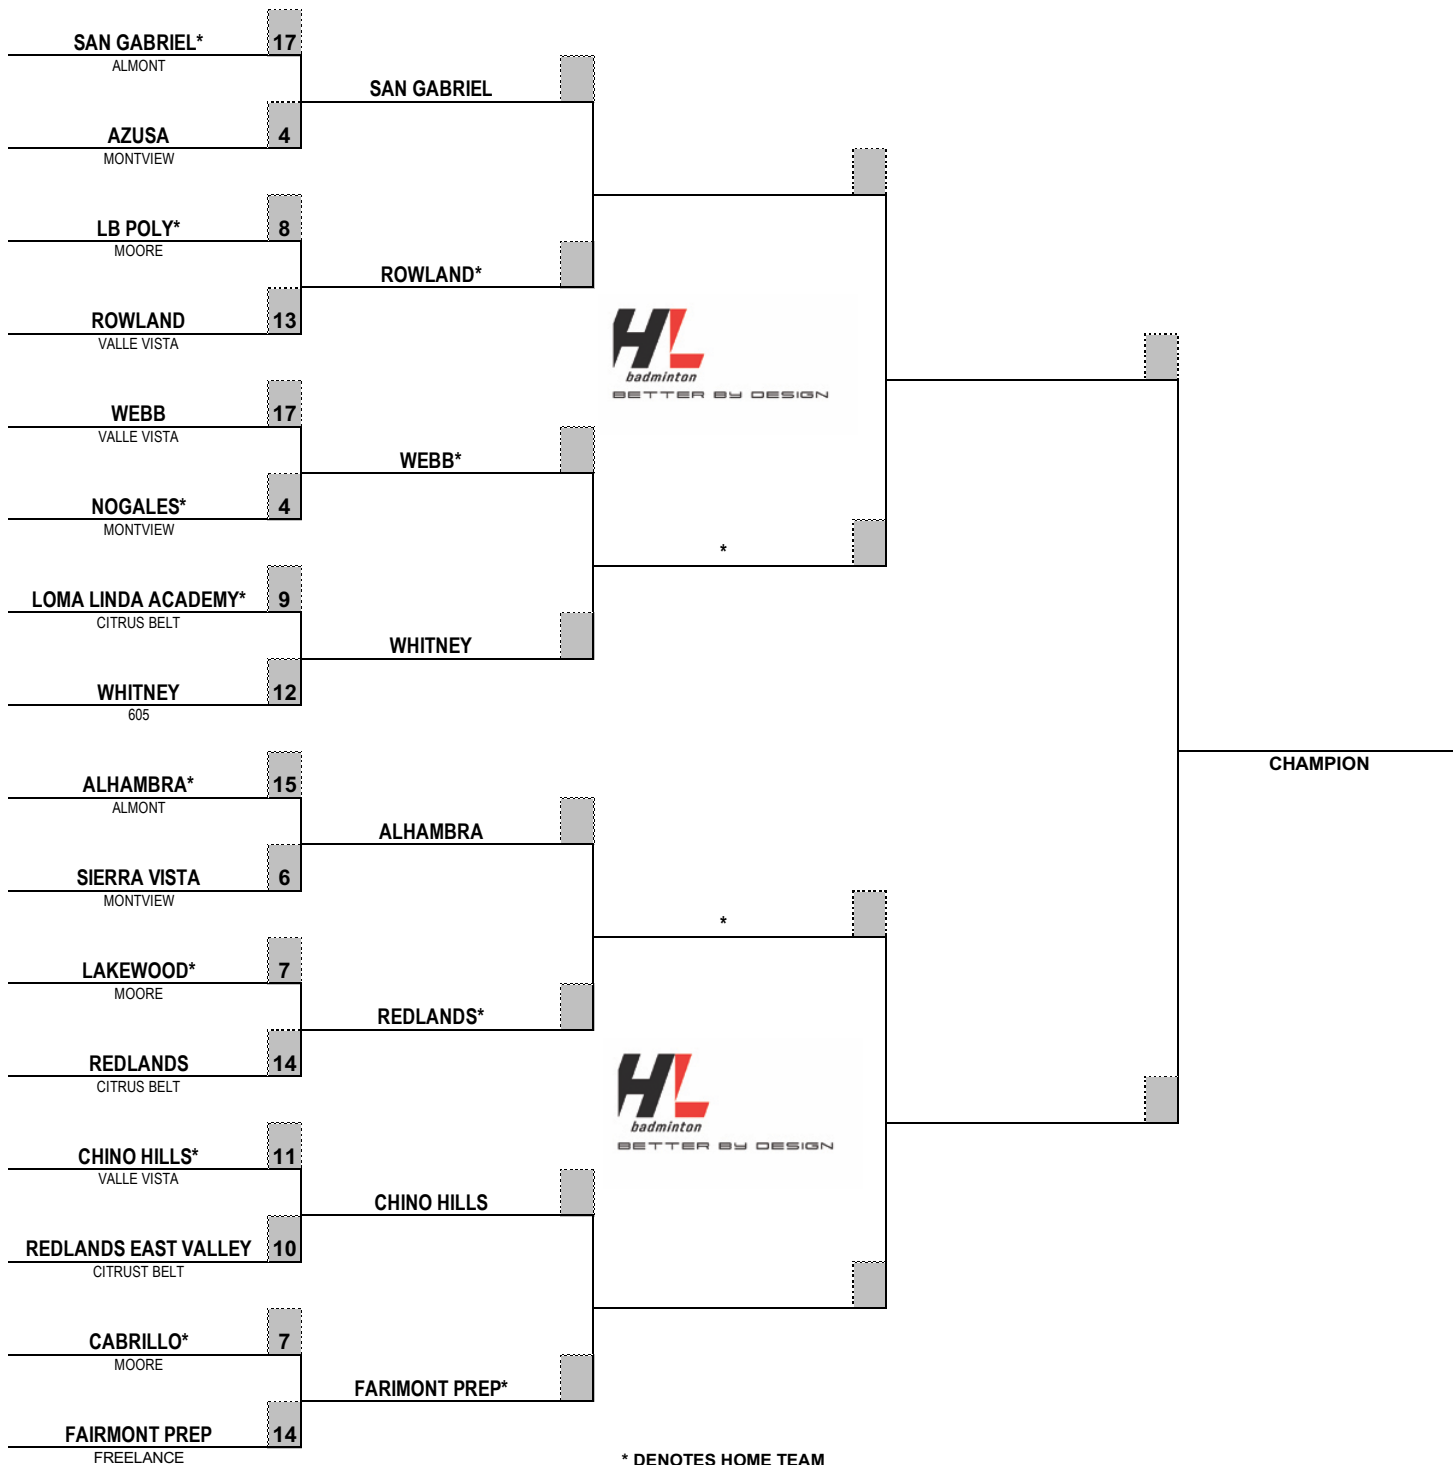 SAN GABRIEL* 17
ALMONT
SAN GABRIEL
AZUSA 4
MONTVIEW
LB POLY* 8
MOORE
ROWLAND*
ROWLAND 13
VALLE VISTA
HL
badminton
BETTER BY DESIGN
WEBB 17
VALLE VISTA
WEBB*
NOGALES* 4
MONTVIEW
*
LOMA LINDA ACADEMY* 9
CITRUS BELT
WHITNEY
WHITNEY 12
605
CHAMPION
ALHAMBRA* 15
ALMONT
ALHAMBRA
SIERRA VISTA 6
MONTVIEW
*
LAKEWOOD* 7
MOORE
REDLANDS*
REDLANDS 14
CITRUS BELT
HL
badminton
BETTER BY DESIGN
CHINO HILLS* 11
VALLE VISTA
CHINO HILLS
REDLANDS EAST VALLEY 10
CITRUST BELT
CABRILLO* 7
MOORE
FARIMONT PREP*
FAIRMONT PREP 14
FREELANCE
* DENOTES HOME TEAM